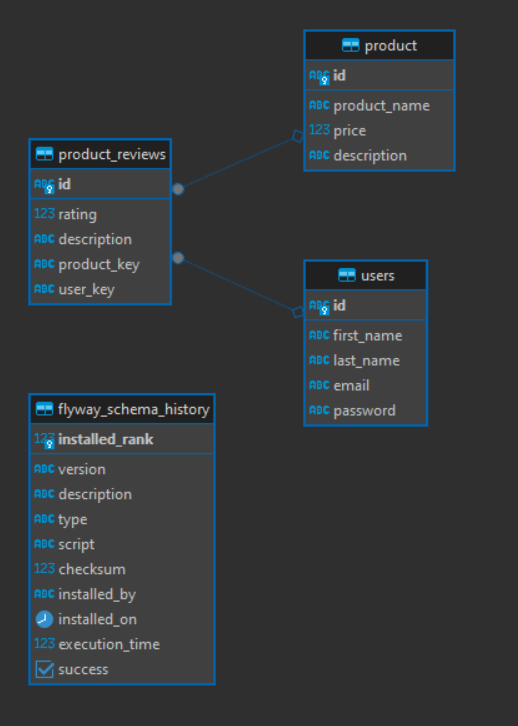 product
ABC id
ABC product_name
123 price
ABC description
product_reviews
ABC id
123 rating
ABC description
ABC product_key
ABC user_key
users
ABC id
ABC first_name
ABC last_name
ABC email
ABC password
flyway_schema_history
123 installed_rank
ABC version
ABC description
ABC type
ABC script
123 checksum
ABC installed_by
installed_on
123 execution_time
success